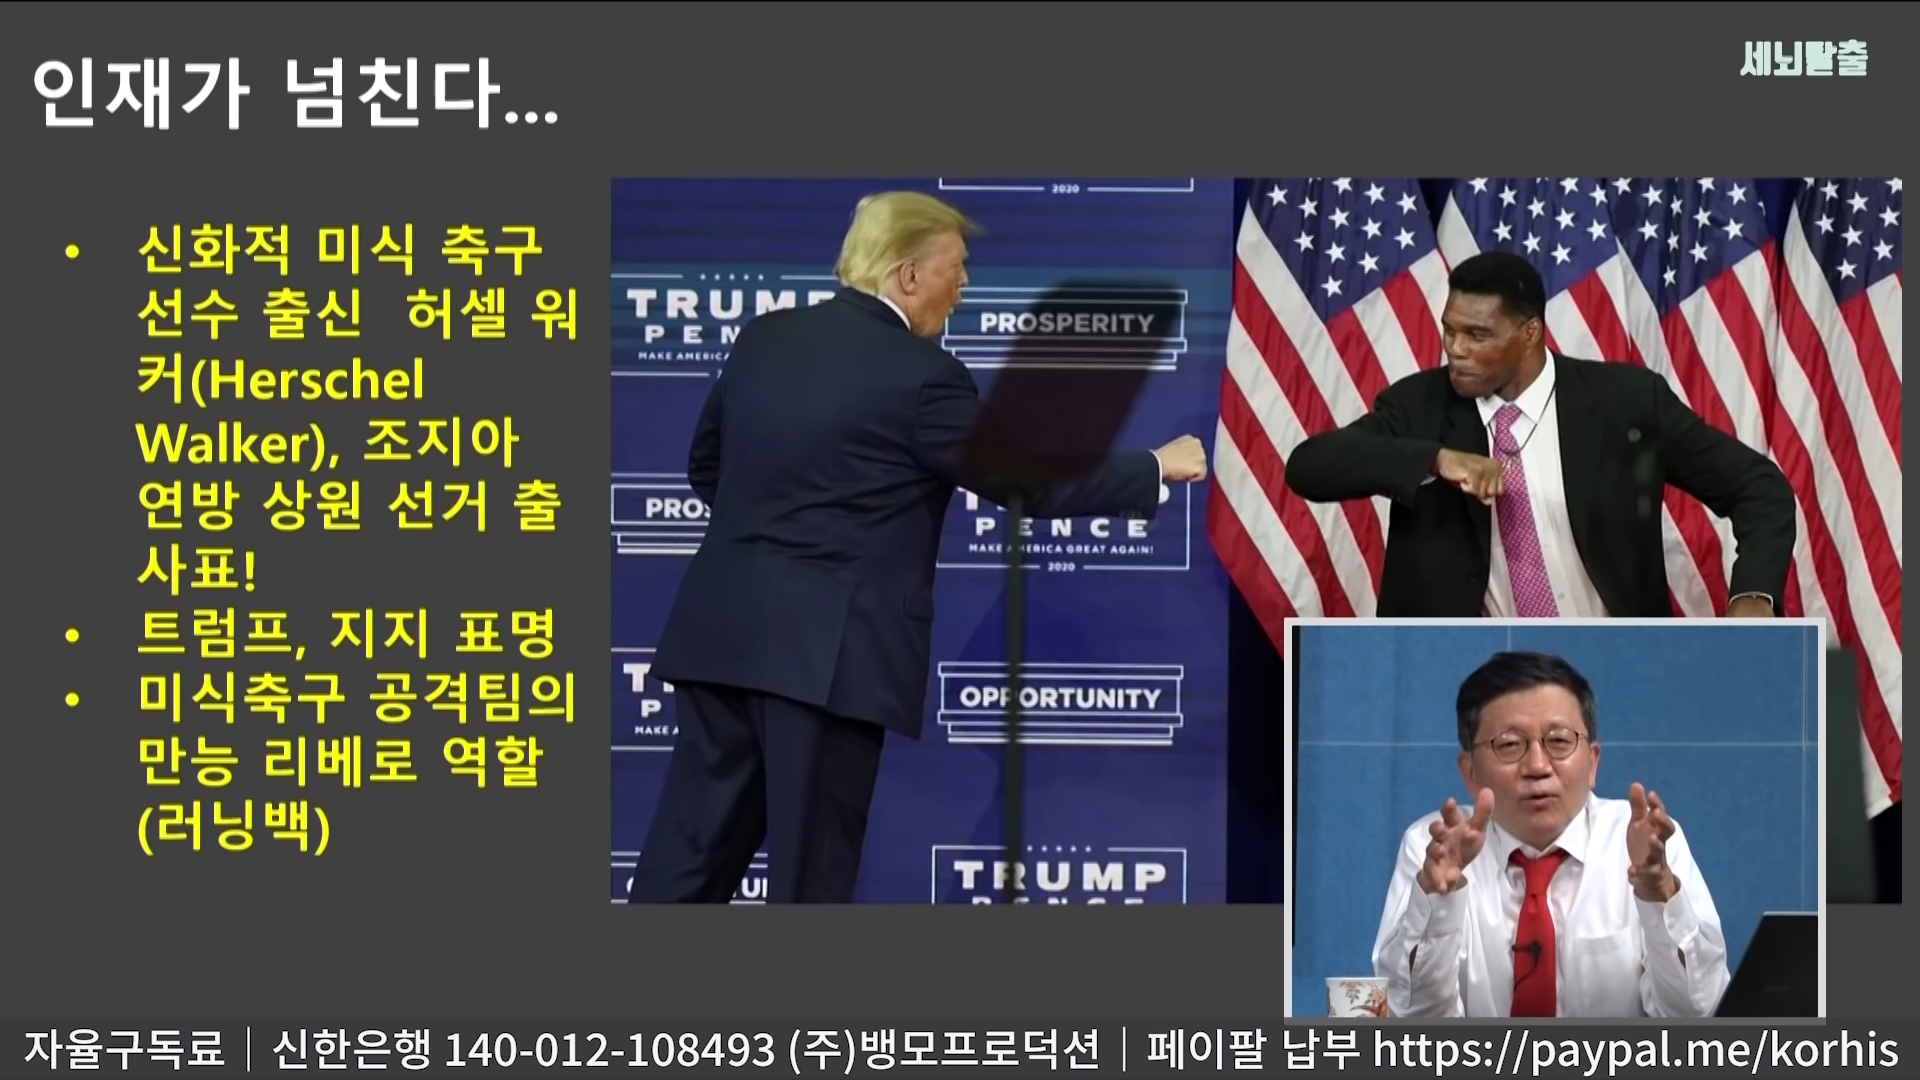 인재가 넘친다...
세뇌탈출
• 신화적 미식 축구
선수 출신 허셀 워
커(Herschel
Walker), 조지아
연방 상원 선거 출
사표!
• 트럼프, 지지 표명
• 미식축구 공격팀의
만능 리베로 역할
(러닝백)
2020
TRUMP
PEN
MAKE AMERICA
PROSPERITY
PROS
PENCE
MAKE AMERICA GREAT AGAIN!
2020
T
P
MAKE A
OPPORTUNITY
TRUMP
자율구독료│신한은행 140-012-108493 (주)뱅모프로덕션│페이팔 납부 https://paypal.me/korhis